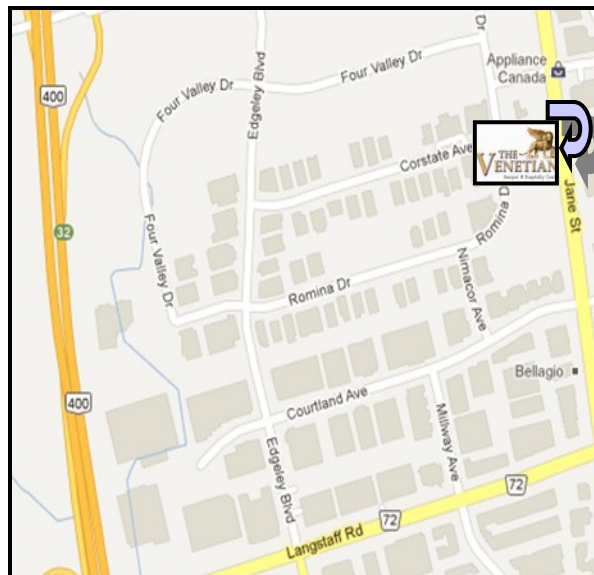 Dr
Appliance
Canada
400
Four Valley Dr
Four Valley Dr
Edgeley Blvd
Corstate Ave
THE
VENETIAN
Jane St
32
Four Valley Dr
Romina D
Romina Dr
Nimacor Ave
Bellagio
400
Courtland Ave
Millway Ave
Edgeley Blvd
72
72
Langstaff Rd